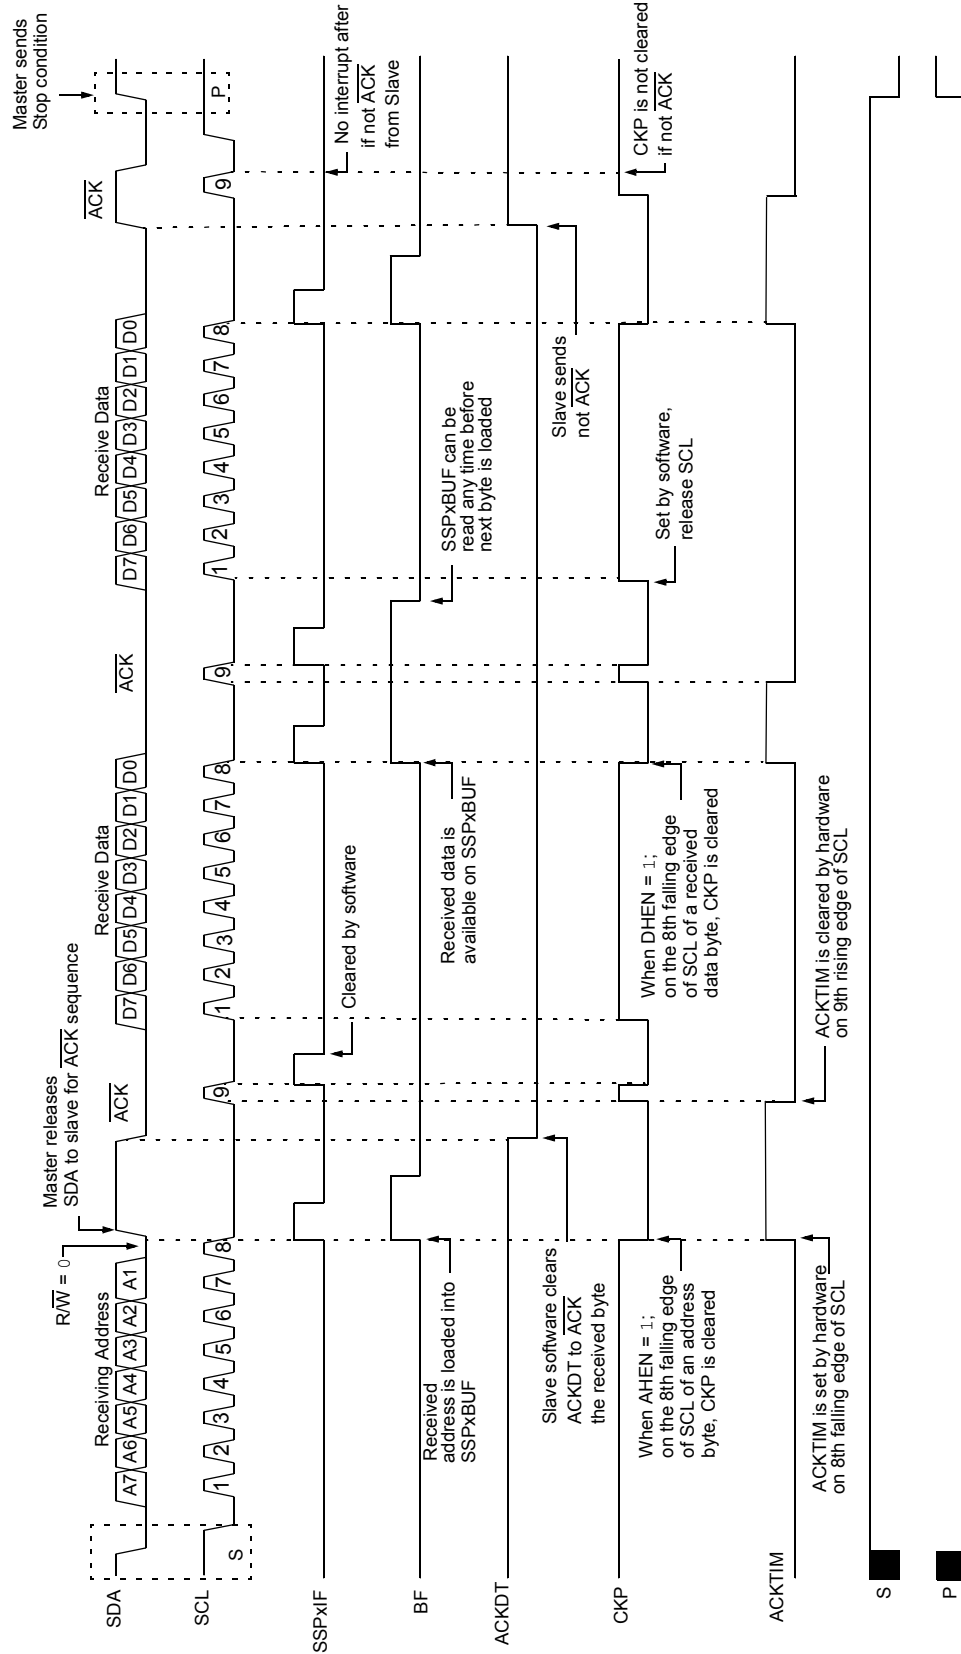 Master sends
Stop condition
Master releases
SDA to slave for ACK sequence
R/W = 0
Receiving Address
ACK
Receive Data
ACK
Receive Data
ACK
SDA
A7 A6 A5 A4 A3 A2 A1
D7 D6 D5 D4 D3 D2 D1 D0
D7 D6 D5 D4 D3 D2 D1 D0
SCL
S
1 2 3 4 5 6 7 8 9
1 2 3 4 5 6 7 8 9
1 2 3 4 5 6 7 8 9
P
SSPxIF
Cleared by software
No interrupt after
if not ACK
from Slave
BF
Received
address is loaded into
SSPxBUF
Received data is
available on SSPxBUF
SSPxBUF can be
read any time before
next byte is loaded
ACKDT
Slave software clears
ACKDT to ACK
the received byte
Slave sends
not ACK
CKP
When AHEN = 1;
on the 8th falling edge
of SCL of an address
byte, CKP is cleared
When DHEN = 1;
on the 8th falling edge
of SCL of a received
data byte, CKP is cleared
Set by software,
release SCL
CKP is not cleared
if not ACK
ACKTIM
ACKTIM is set by hardware
on 8th falling edge of SCL
ACKTIM is cleared by hardware
on 9th rising edge of SCL
S
P